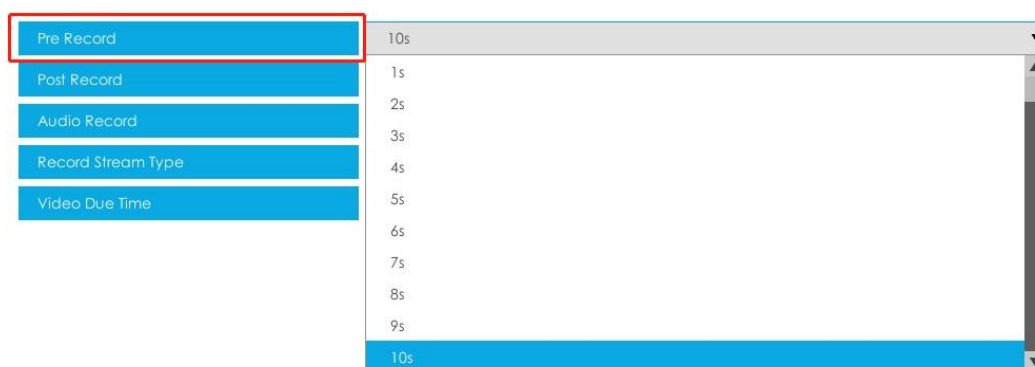 Pre Record
10s
Post Record
1s
2s
Audio Record
3s
Record Stream Type
4s
Video Due Time
5s
6s
7s
8s
9s
10s